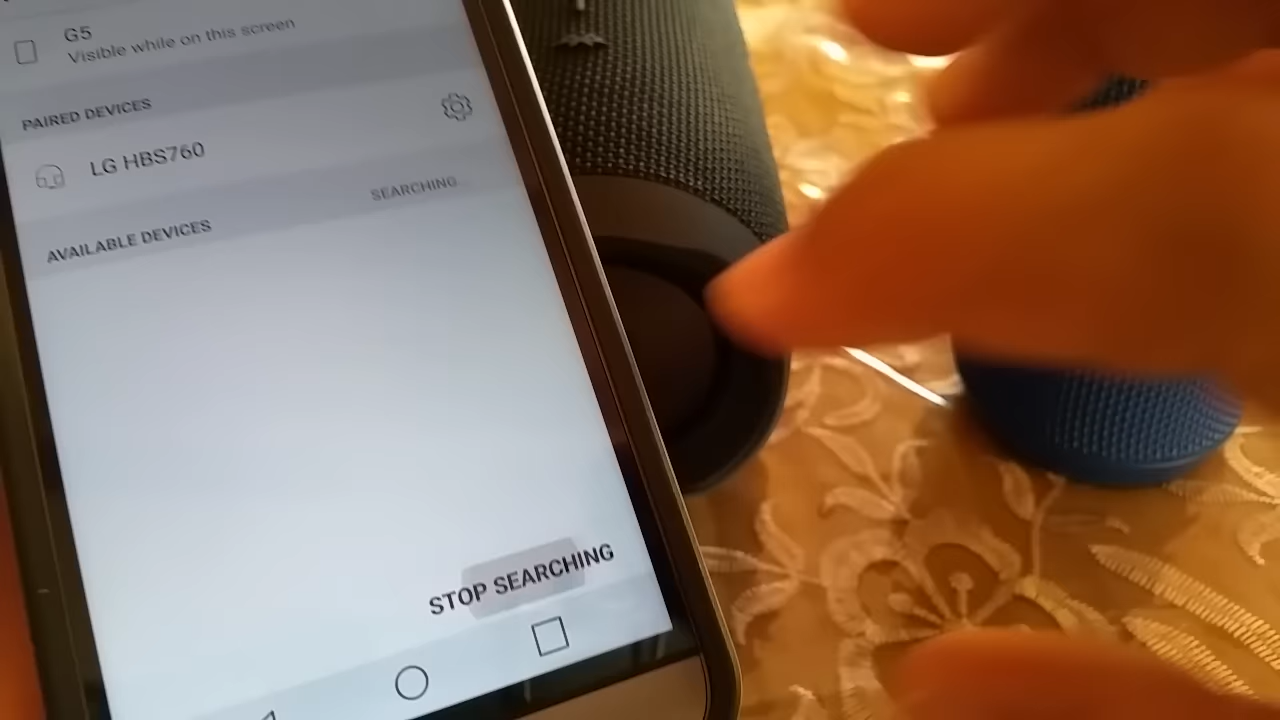 G5
Visible while on this screen
PAIRED DEVICES
LG HBS760
SEARCHING..
AVAILABLE DEVICES
STOP SEARCHING